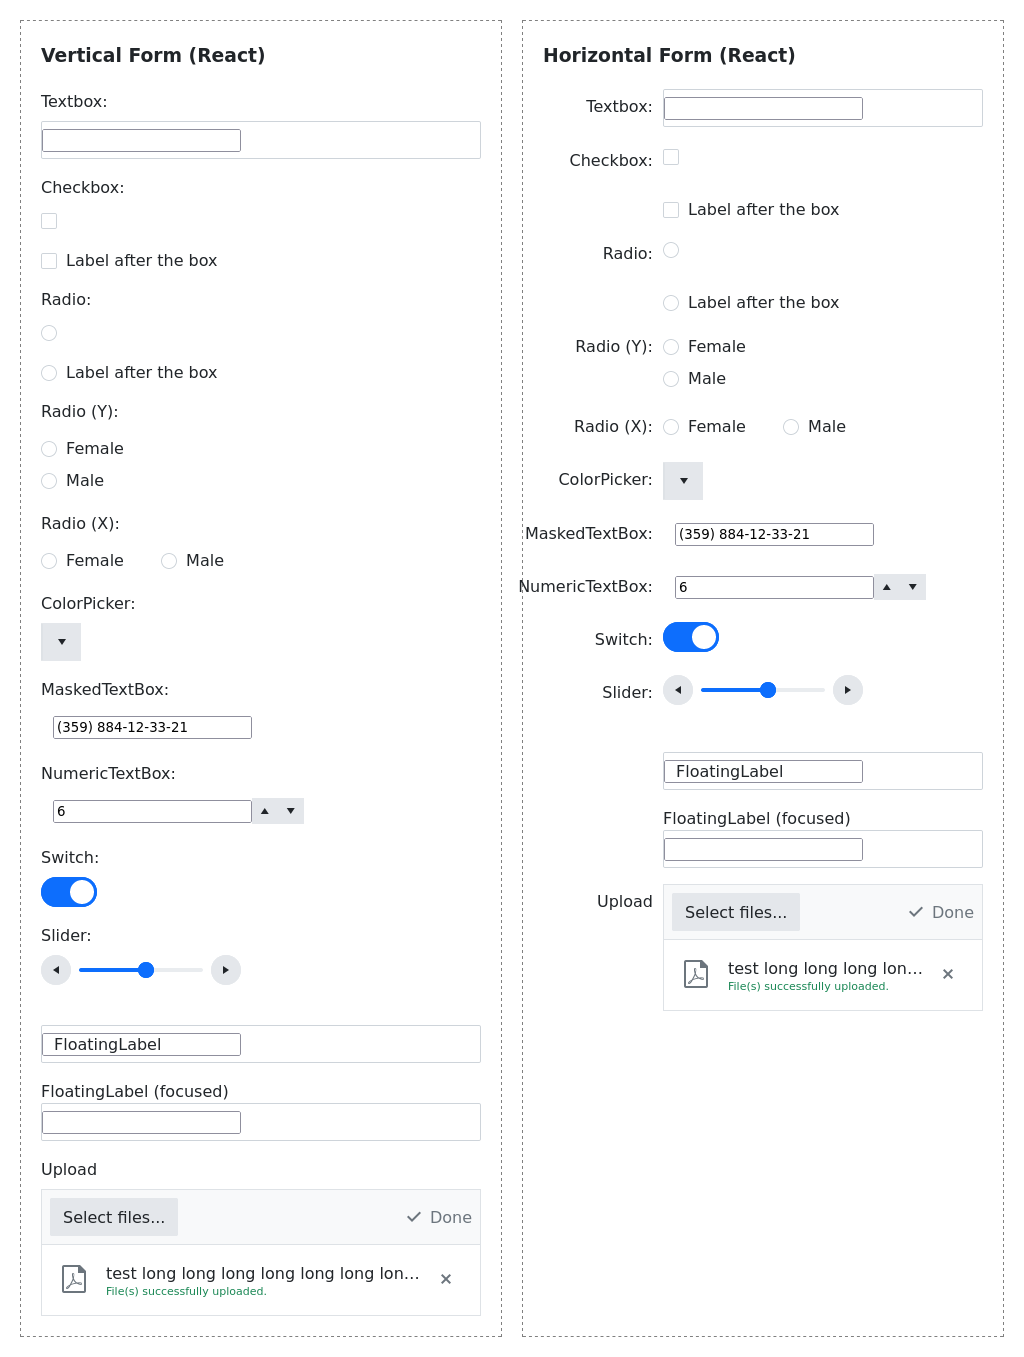 Vertical Form (React)
Textbox:
Checkbox:
Label after the box
Radio:
Label after the box
Radio (Y):
Female
Male
Radio (X):
Female Male
ColorPicker:
MaskedTextBox:
(359) 884-12-33-21
NumericTextBox:
6
Switch:
Slider:
FloatingLabel
FloatingLabel (focused)
Upload
Select files... Done
test long long long long long long lon...
File(s) successfully uploaded.
Horizontal Form (React)
Textbox:
Checkbox:
Label after the box
Radio:
Label after the box
Radio (Y): Female
Male
Radio (X): Female Male
ColorPicker:
MaskedTextBox: (359) 884-12-33-21
NumericTextBox: 6
Switch:
Slider:
FloatingLabel
FloatingLabel (focused)
Upload Select files... Done
test long long long lon...
File(s) successfully uploaded.